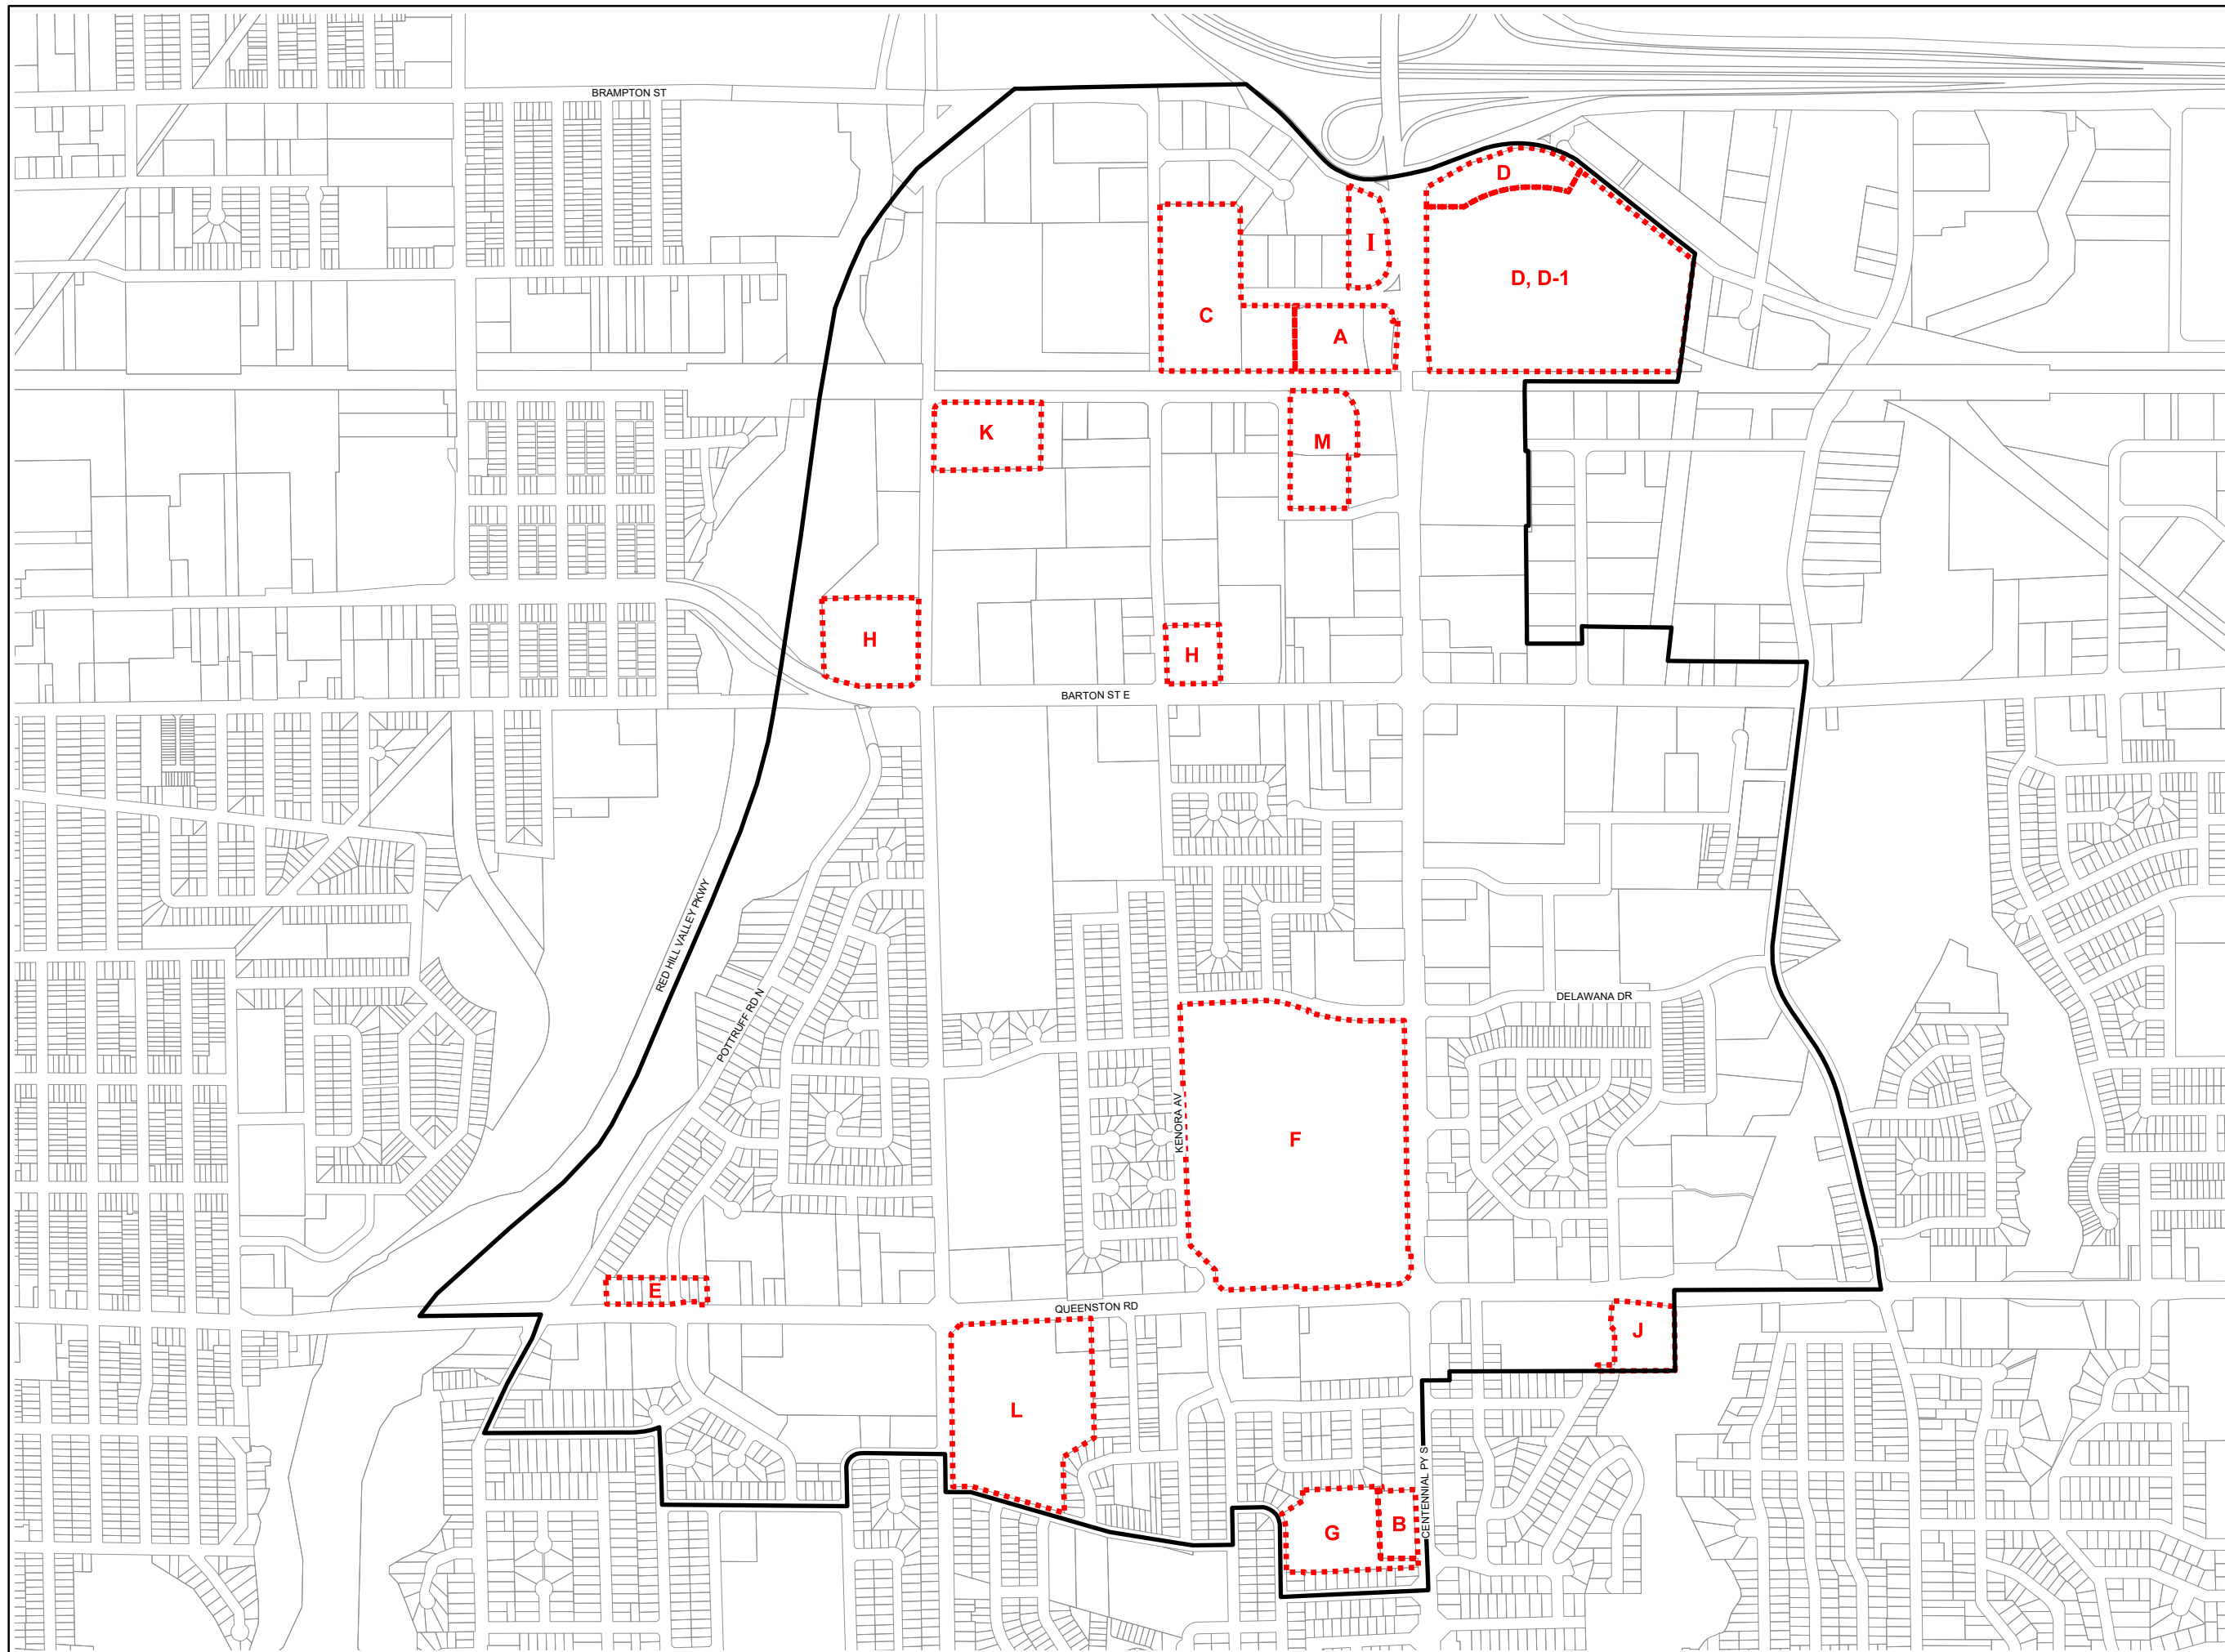 BRAMPTON ST
D
I
D, D-1
C
A
K
M
H
H
BARTON ST E
RED HILL VALLEY PKWY
POTTRUFF RD N
DELAWANA DR
KENORA AV
F
E
QUEENSTON RD
J
L
CENTENNIAL PY S
G
B